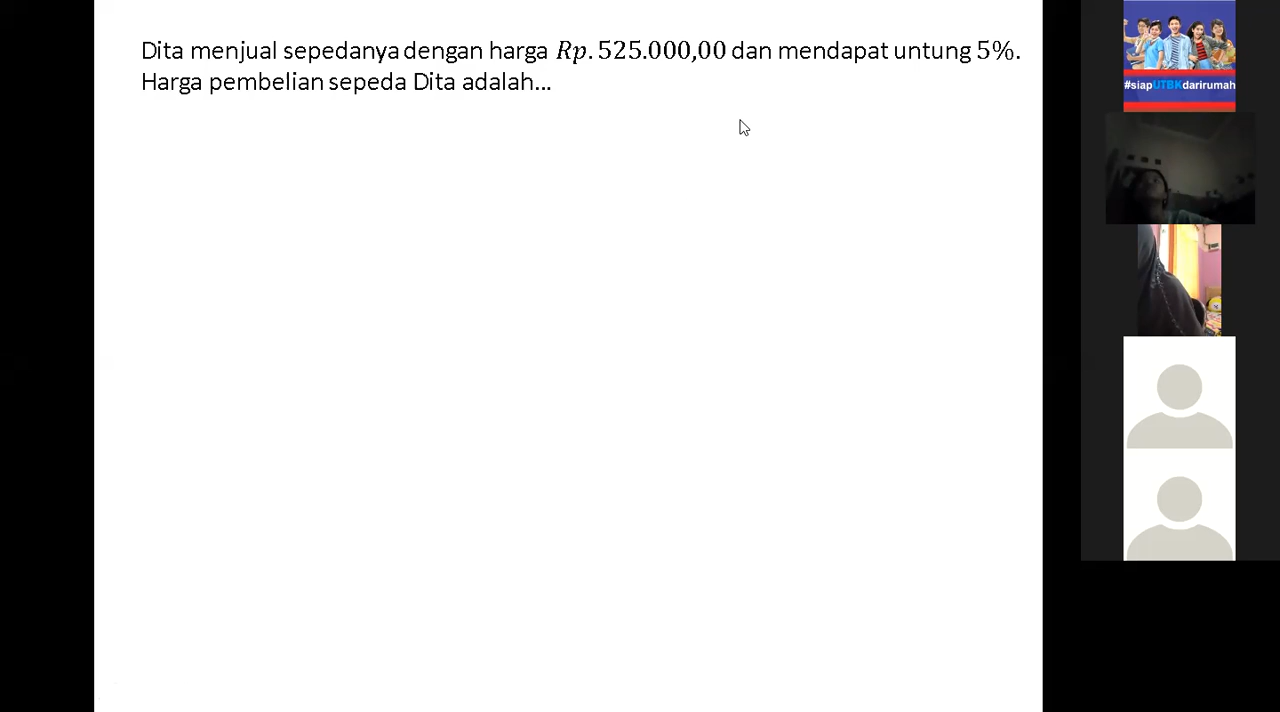 Dita menjual sepedanya dengan harga Rp. 525.000,00 dan mendapat untung 5%.
Harga pembelian sepeda Dita adalah...
#siapUTBKdarirumah